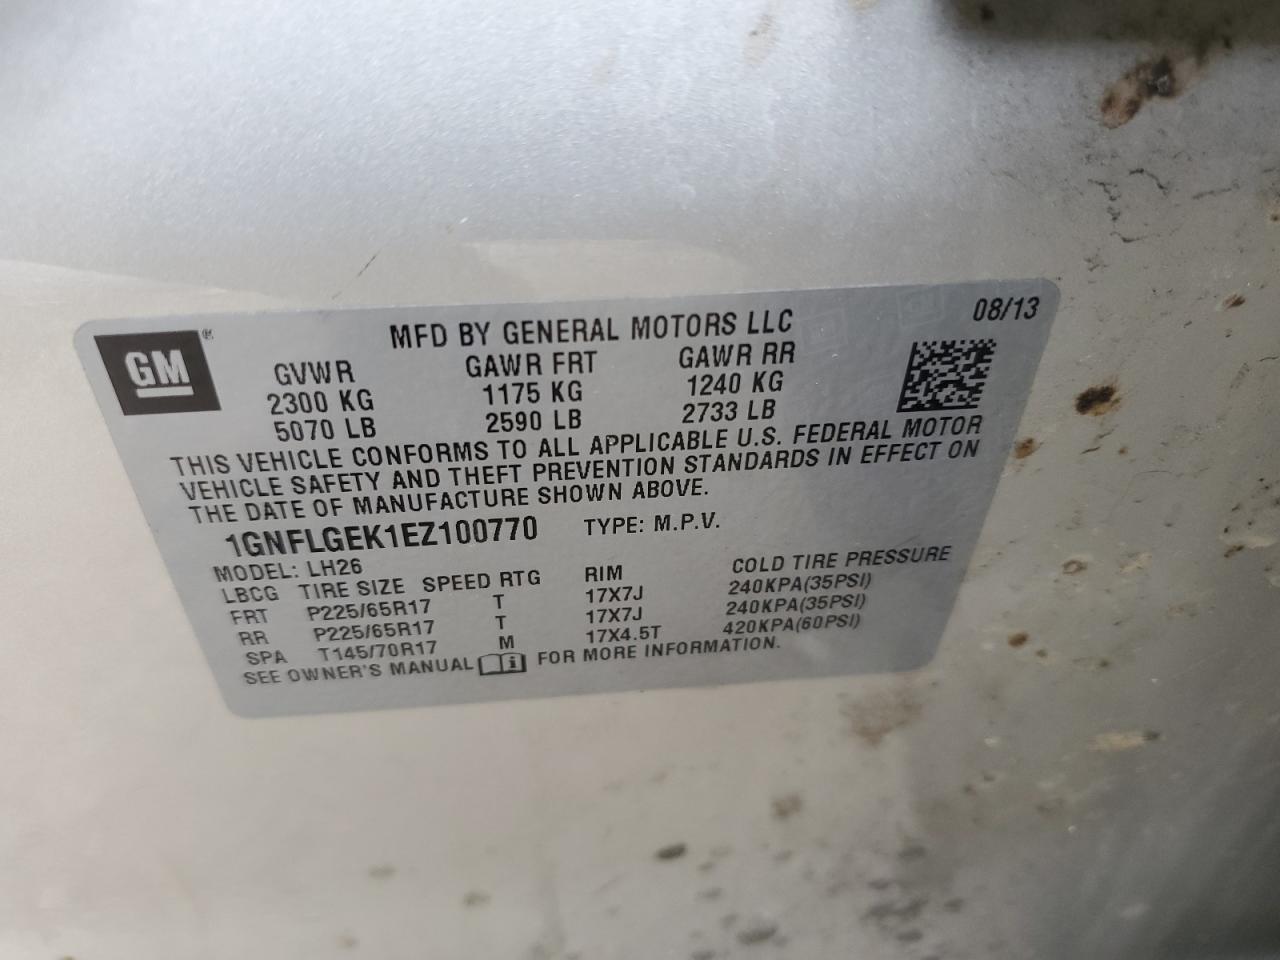 GM®
MFD BY GENERAL MOTORS LLC 08/13
GVWR GAWR FRT GAWR RR
2300 KG 1175 KG 1240 KG
5070 LB 2590 LB 2733 LB
THIS VEHICLE CONFORMS TO ALL APPLICABLE U.S. FEDERAL MOTOR
VEHICLE SAFETY AND THEFT PREVENTION STANDARDS IN EFFECT ON
THE DATE OF MANUFACTURE SHOWN ABOVE.
1GNFLGEK1EZ100770 TYPE: M.P.V.
MODEL: LH26
LBCG TIRE SIZE SPEED RTG RIM COLD TIRE PRESSURE
FRT P225/65R17 T 17X7J 240KPA(35PSI)
RR P225/65R17 T 17X7J 240KPA(35PSI)
SPA T145/70R17 M 17X4.5T 420KPA(60PSI)
SEE OWNER'S MANUAL FOR MORE INFORMATION.